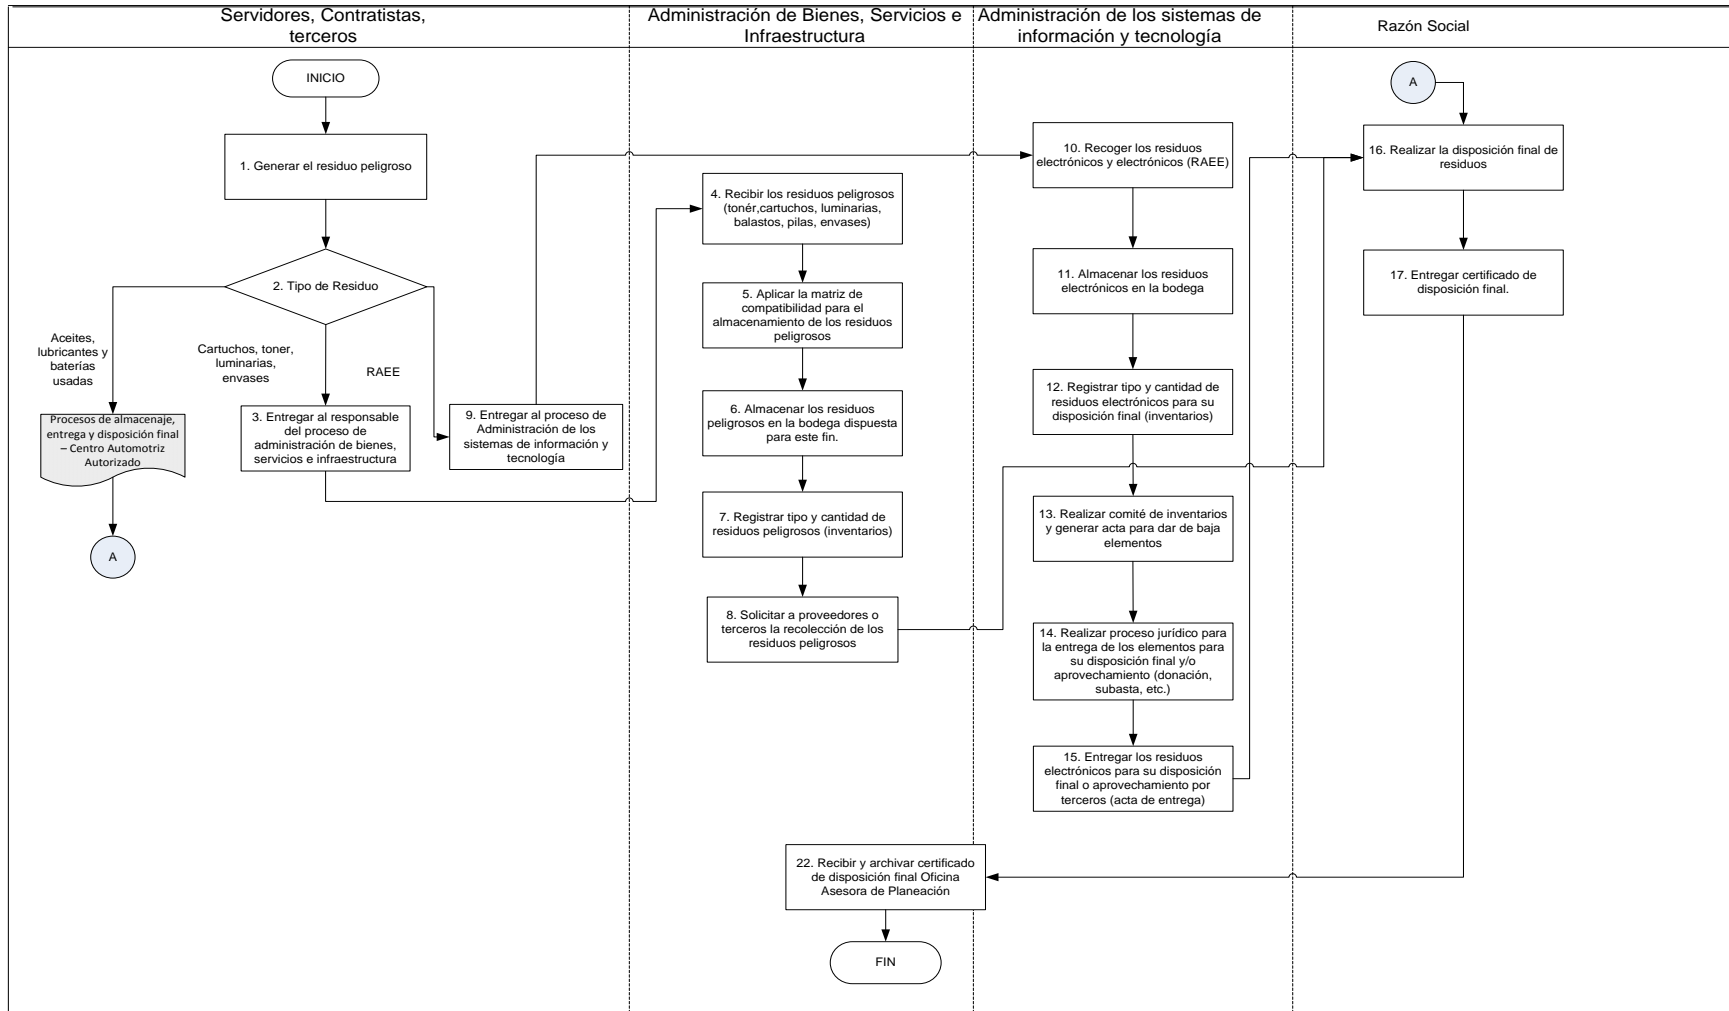 Servidores, Contratistas,
terceros
Administración de Bienes, Servicios e
Infraestructura
Administración de los sistemas de
información y tecnología
Razón Social
INICIO
1. Generar el residuo peligroso
2. Tipo de Residuo
Aceites,
lubricantes y
baterías
usadas
Cartuchos, toner,
luminarias,
envases
RAEE
Procesos de almacenaje,
entrega y disposición final
– Centro Automotriz
Autorizado
A
3. Entregar al responsable
del proceso de
administración de bienes,
servicios e infraestructura
9. Entregar al proceso de
Administración de los
sistemas de información y
tecnología
4. Recibir los residuos peligrosos
(tonér,cartuchos, luminarias,
balastos, pilas, envases)
5. Aplicar la matriz de
compatibilidad para el
almacenamiento de los residuos
peligrosos
6. Almacenar los residuos
peligrosos en la bodega dispuesta
para este fin.
7. Registrar tipo y cantidad de
residuos peligrosos (inventarios)
8. Solicitar a proveedores o
terceros la recolección de los
residuos peligrosos
10. Recoger los residuos
electrónicos y electrónicos (RAEE)
11. Almacenar los residuos
electrónicos en la bodega
12. Registrar tipo y cantidad de
residuos electrónicos para su
disposición final (inventarios)
13. Realizar comité de inventarios
y generar acta para dar de baja
elementos
14. Realizar proceso jurídico para
la entrega de los elementos para
su disposición final y/o
aprovechamiento (donación,
subasta, etc.)
15. Entregar los residuos
electrónicos para su disposición
final o aprovechamiento por
terceros (acta de entrega)
A
16. Realizar la disposición final de
residuos
17. Entregar certificado de
disposición final.
22. Recibir y archivar certificado
de disposición final Oficina
Asesora de Planeación
FIN